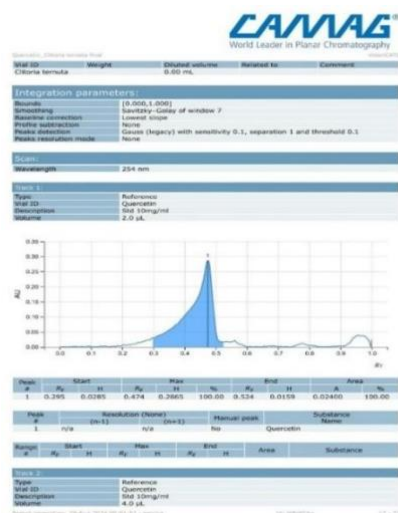 CAMAG®
World Leader in Planar Chromatography
Vial ID Weight Diluted volume Related to Comment
Clitoria ternuta 0.00 mL
Integration parameters:
Bounds [0.000,1.000]
Smoothing Savitzky-Golay of window 7
Baseline correction Lowest slope
Profile subtraction None
Peaks detection Gauss (legacy) with sensitivity 0.1, separation 1 and threshold 0.1
Peaks resolution mode None
Scan:
Wavelength 254 nm
Track 1:
Type Reference
Vial ID Quercetin
Description Std 10mg/ml
Volume 2.0 µL
AU
0.30
0.25
0.20
0.15
0.10
0.05
0.00
0.0 0.1 0.2 0.3 0.4 0.5 0.6 0.7 0.8 0.9 1.0
Peak Start Max End Area
# RF H RF H % RF H A %
1 0.295 0.0285 0.474 0.2865 100.00 0.524 0.0159 0.02400 100.00
Peak Resolution (None) Manual peak Substance
# (n-1) (n+1) Name
1 n/a n/a No Quercetin
Range Start Max End Area Substance
# RF H RF H RF H
Track 2:
Type Reference
Vial ID Quercetin
Description Std 10mg/ml
Volume 4.0 µL